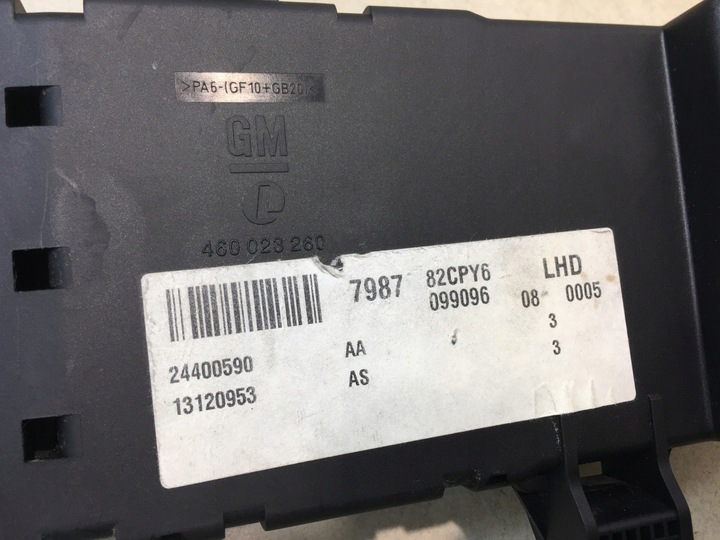 >PA6-(GF10+GB20)<
GM
460 023 260
7987 82CPY6 LHD
099096 08 0005
3
24400590 AA 3
13120953 AS